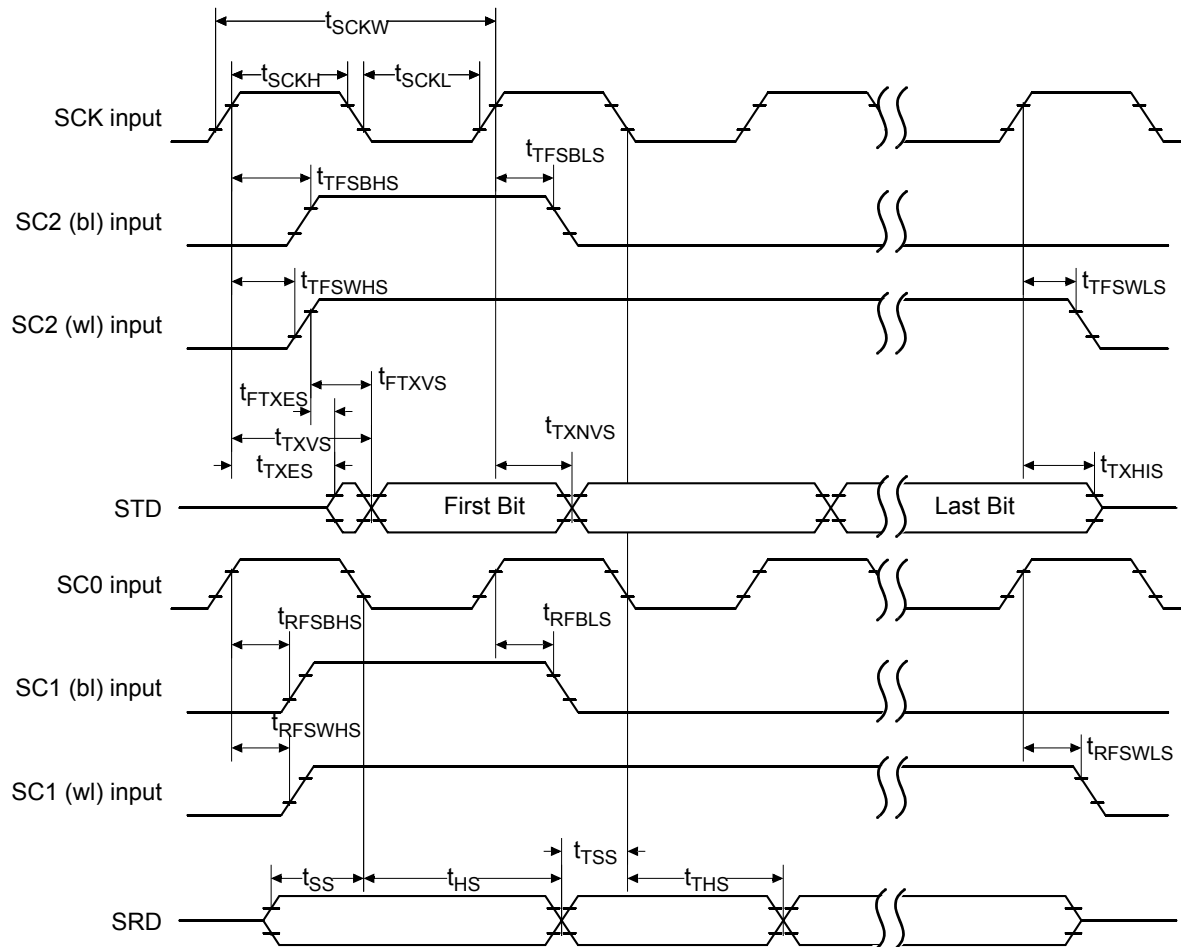 tSCKW
tSCKH
tSCKL
SCK input
tTFSBHS
tTFSBLS
SC2 (bl) input
tTFSWHS
tTFSWLS
SC2 (wl) input
tFTXES
tFTXVS
tTXVS
tTXNVS
tTXES
tTXHIS
STD
First Bit
Last Bit
SC0 input
tRFSBHS
tRFBLS
SC1 (bl) input
tRFSWHS
tRFSWLS
SC1 (wl) input
tTSS
tSS
tHS
tTHS
SRD